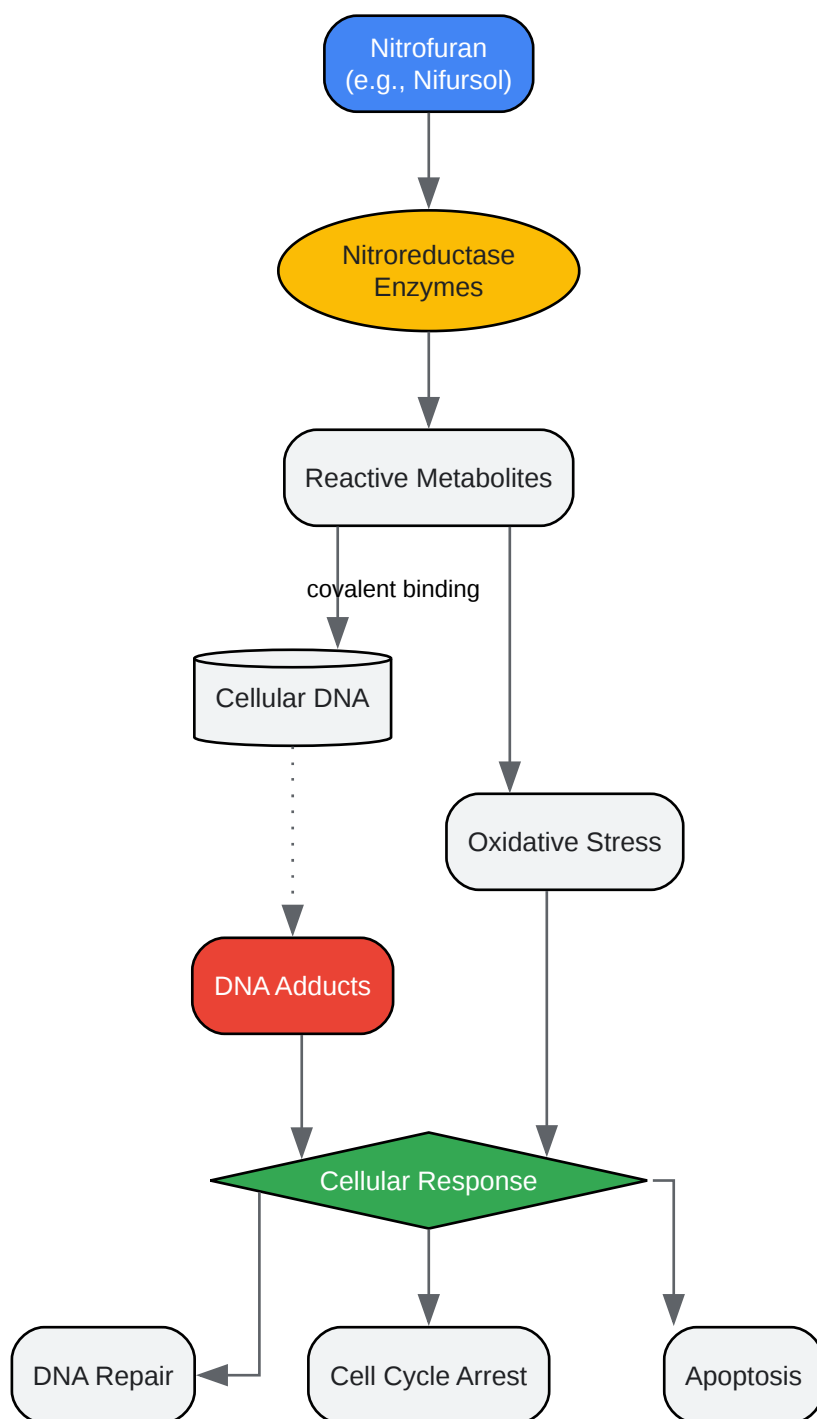 Nitrofuran
(e.g., Nifursol)
Nitroreductase
Enzymes
Reactive Metabolites
covalent binding
Cellular DNA
Oxidative Stress
DNA Adducts
Cellular Response
DNA Repair
Cell Cycle Arrest
Apoptosis